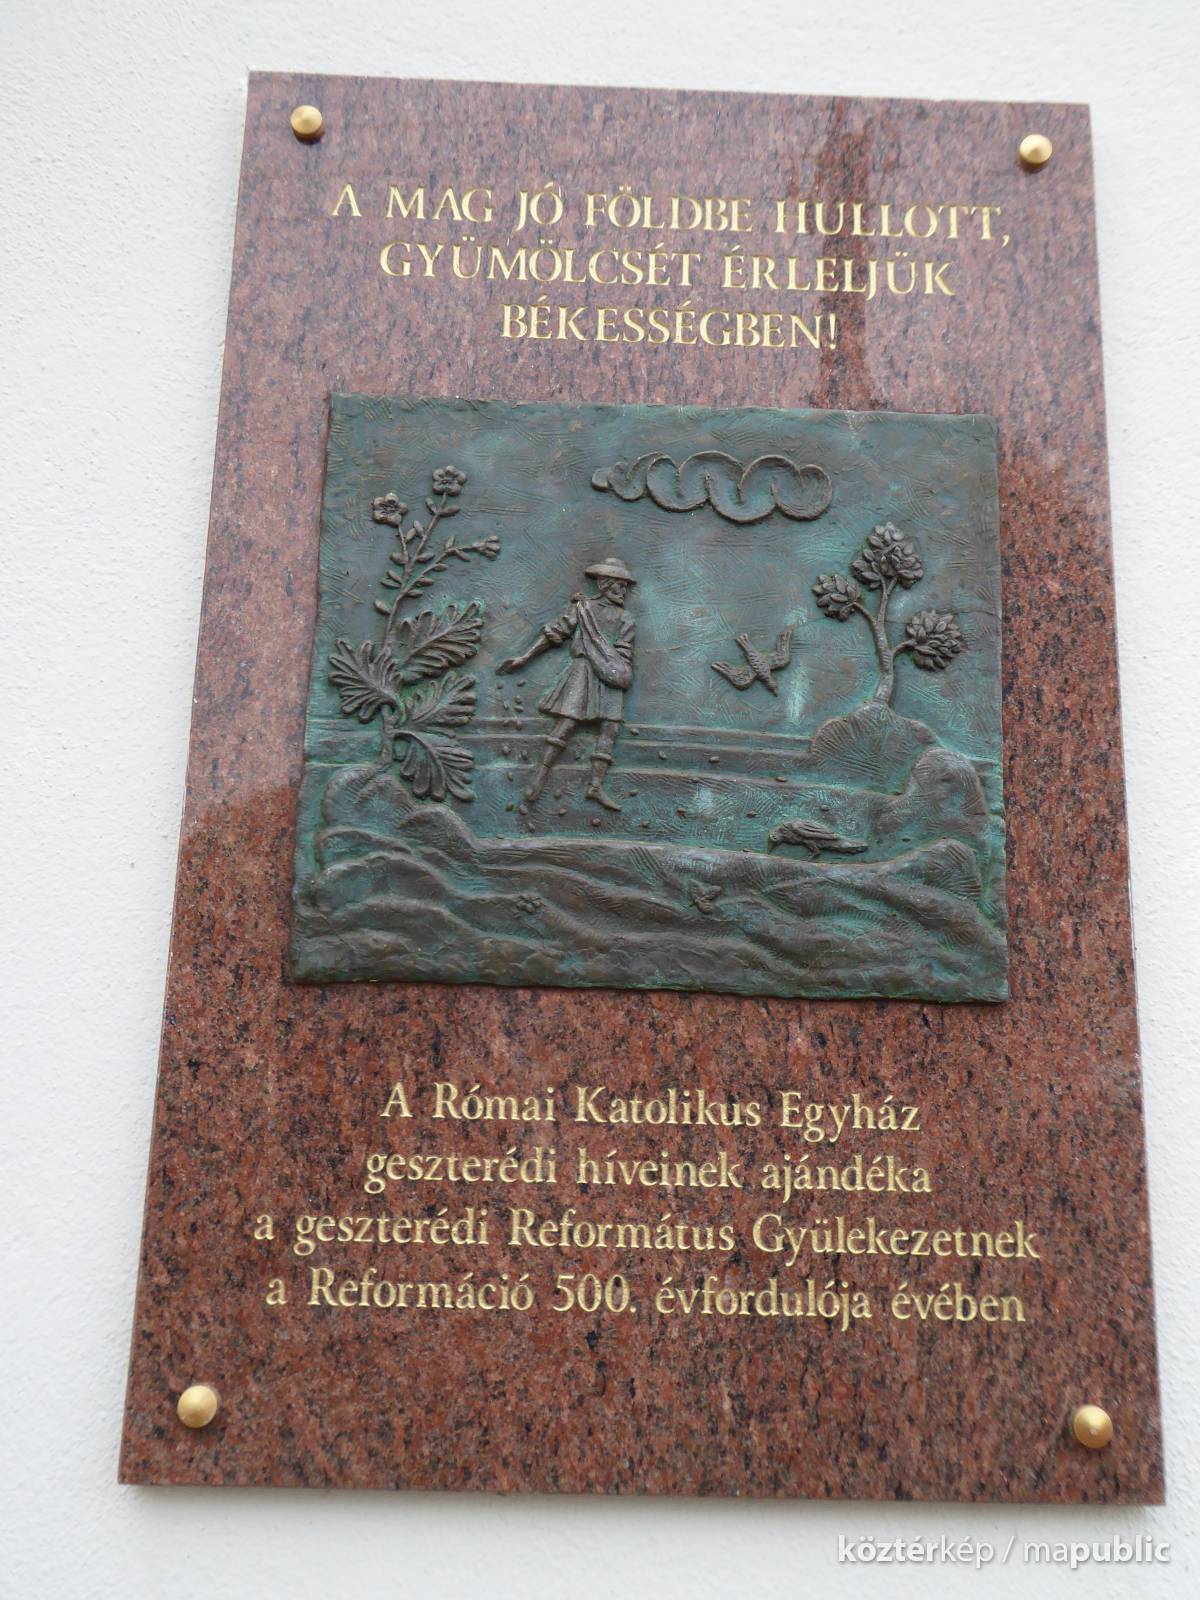 A MAG JÓ FÖLDBE HULLOTT,
GYÜMÖLCSÉT ÉRLELJÜK
BÉKESSÉGBEN!
A Római Katolikus Egyház
geszterédi híveinek ajándéka
a geszterédi Református Gyülekezetnek
a Reformáció 500. évfordulója évében
köztérkép / mapublic